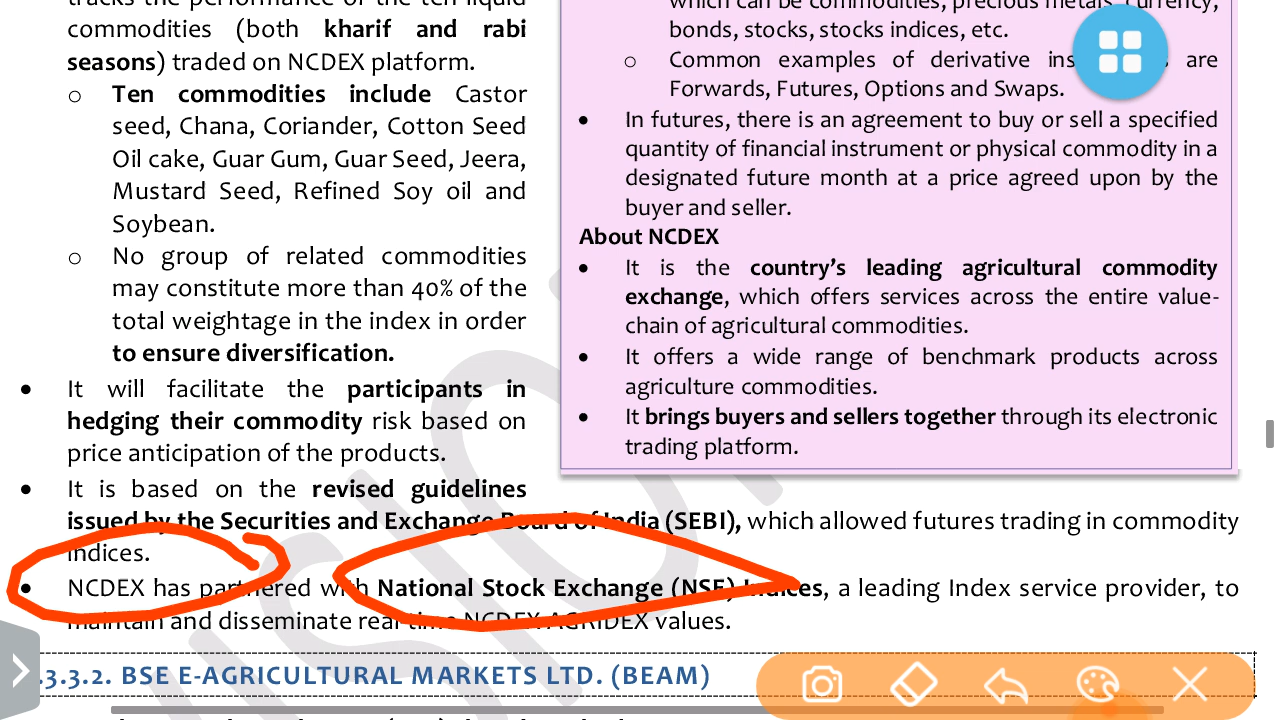 tracks the performance of the ten liquid
commodities (both kharif and rabi
seasons) traded on NCDEX platform.
o Ten commodities include Castor
seed, Chana, Coriander, Cotton Seed
Oil cake, Guar Gum, Guar Seed, Jeera,
Mustard Seed, Refined Soy oil and
Soybean.
o No group of related commodities
may constitute more than 40% of the
total weightage in the index in order
to ensure diversification.
• It will facilitate the participants in
hedging their commodity risk based on
price anticipation of the products.
• It is based on the revised guidelines
issued by the Securities and Exchange Board of India (SEBI), which allowed futures trading in commodity
indices.
• NCDEX has partnered with National Stock Exchange (NSE) Indices, a leading Index service provider, to
maintain and disseminate real time NCDEX AGRIDEX values.
which can be commodities, precious metals, currency,
bonds, stocks, stocks indices, etc.
o Common examples of derivative are
Forwards, Futures, Options and Swaps.
• In futures, there is an agreement to buy or sell a specified
quantity of financial instrument or physical commodity in a
designated future month at a price agreed upon by the
buyer and seller.
About NCDEX
• It is the country's leading agricultural commodity
exchange, which offers services across the entire value-
chain of agricultural commodities.
• It offers a wide range of benchmark products across
agriculture commodities.
• It brings buyers and sellers together through its electronic
trading platform.
.3.3.2. BSE E-AGRICULTURAL MARKETS LTD. (BEAM)